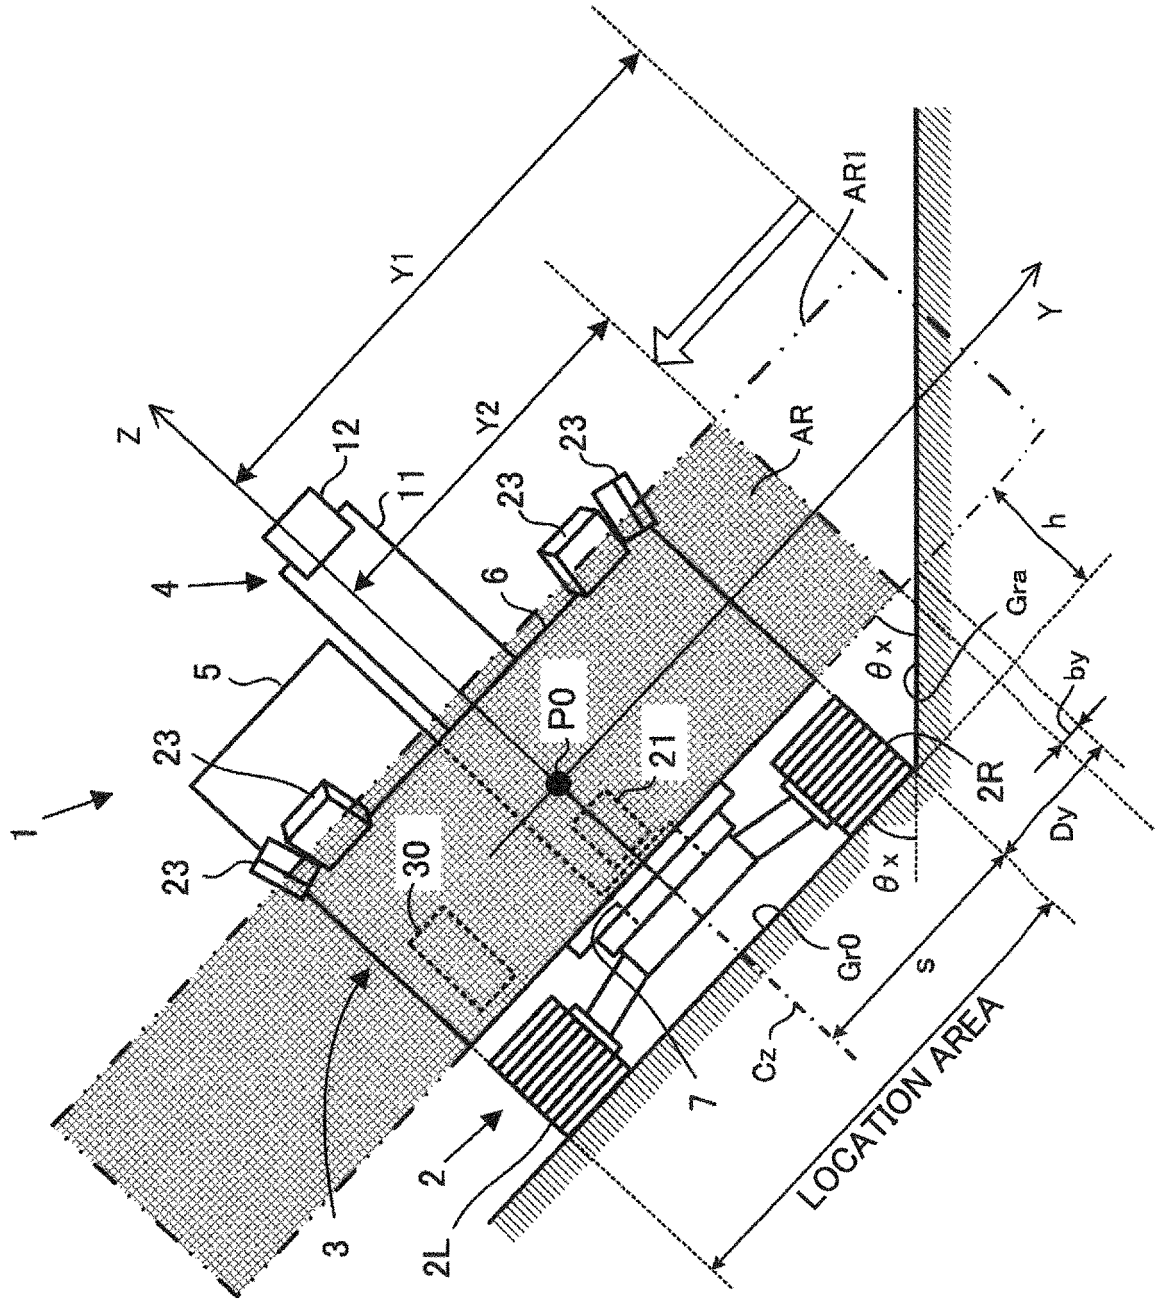 1
Z
Y1
12
11
4
Y2
5
23
23
23
23
6
AR1
AR
Y
h
P0
21
30
θx
Gra
by
2R
Dy
θx
Gr0
s
Cz
7
LOCATION AREA
2
2L
3